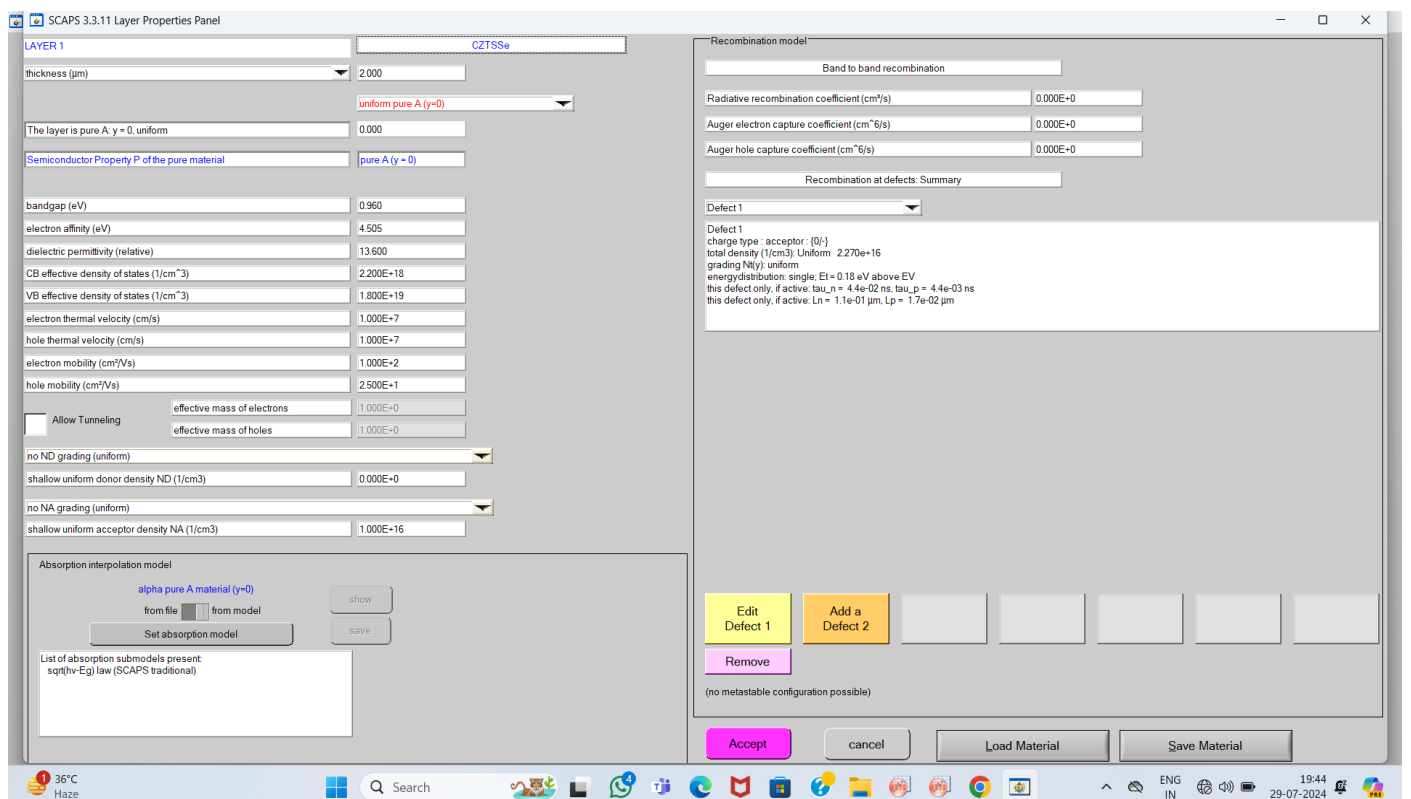 SCAPS 3.3.11 Layer Properties Panel
LAYER 1
CZTSSe
thickness (µm)
2.000
uniform pure A (y=0)
The layer is pure A: y = 0, uniform
0.000
Semiconductor Property P of the pure material
pure A (y = 0)
bandgap (eV)
0.960
electron affinity (eV)
4.505
dielectric permittivity (relative)
13.600
CB effective density of states (1/cm^3)
2.200E+18
VB effective density of states (1/cm^3)
1.800E+19
electron thermal velocity (cm/s)
1.000E+7
hole thermal velocity (cm/s)
1.000E+7
electron mobility (cm²/Vs)
1.000E+2
hole mobility (cm²/Vs)
2.500E+1
Allow Tunneling
effective mass of electrons
1.000E+0
effective mass of holes
1.000E+0
no ND grading (uniform)
shallow uniform donor density ND (1/cm3)
0.000E+0
no NA grading (uniform)
shallow uniform acceptor density NA (1/cm3)
1.000E+16
Absorption interpolation model
alpha pure A material (y=0)
from file
from model
show
Set absorption model
save
List of absorption submodels present
sqrt(hv-Eg) law (SCAPS traditional)
Recombination model
Band to band recombination
Radiative recombination coefficient (cm³/s)
0.000E+0
Auger electron capture coefficient (cm^6/s)
0.000E+0
Auger hole capture coefficient (cm^6/s)
0.000E+0
Recombination at defects: Summary
Defect 1
Defect 1
charge type : acceptor : {0/-}
total density (1/cm3): Uniform 2.270e+16
grading Nt(y): uniform
energydistribution: single; Et = 0.18 eV above EV
this defect only, if active: tau_n = 4.4e-02 ns, tau_p = 4.4e-03 ns
this defect only, if active: Ln = 1.1e-01 µm, Lp = 1.7e-02 µm
Edit
Defect 1
Add a
Defect 2
Remove
(no metastable configuration possible)
Accept
cancel
Load Material
Save Material
1
36°C
Haze
Search
4
ENG
IN
19:44
29-07-2024
PRE